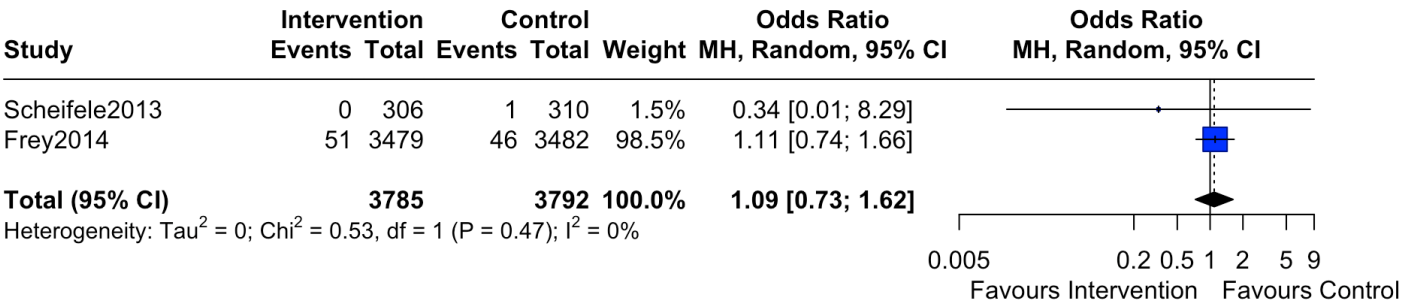 Intervention Control Odds Ratio Odds Ratio
Study Events Total Events Total Weight MH, Random, 95% CI MH, Random, 95% CI
Scheifele2013 0 306 1 310 1.5% 0.34 [0.01; 8.29]
Frey2014 51 3479 46 3482 98.5% 1.11 [0.74; 1.66]
Total (95% CI) 3785 3792 100.0% 1.09 [0.73; 1.62]
Heterogeneity: Tau² = 0; Chi² = 0.53, df = 1 (P = 0.47); I² = 0%
0.005 0.2 0.5 1 2 5 9
Favours Intervention Favours Control